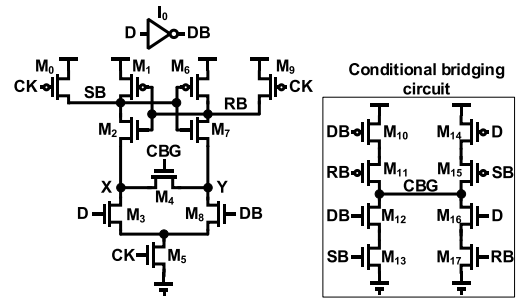 I0
D DB
M0 M1 M6 M9
CK SB RB CK
M2 M7
CBG
X Y
M4
D M3 M8 DB
CK M5
Conditional bridging
circuit
DB M10 M14 D
RB M11 M15 SB
CBG
DB M12 M16 D
SB M13 M17 RB